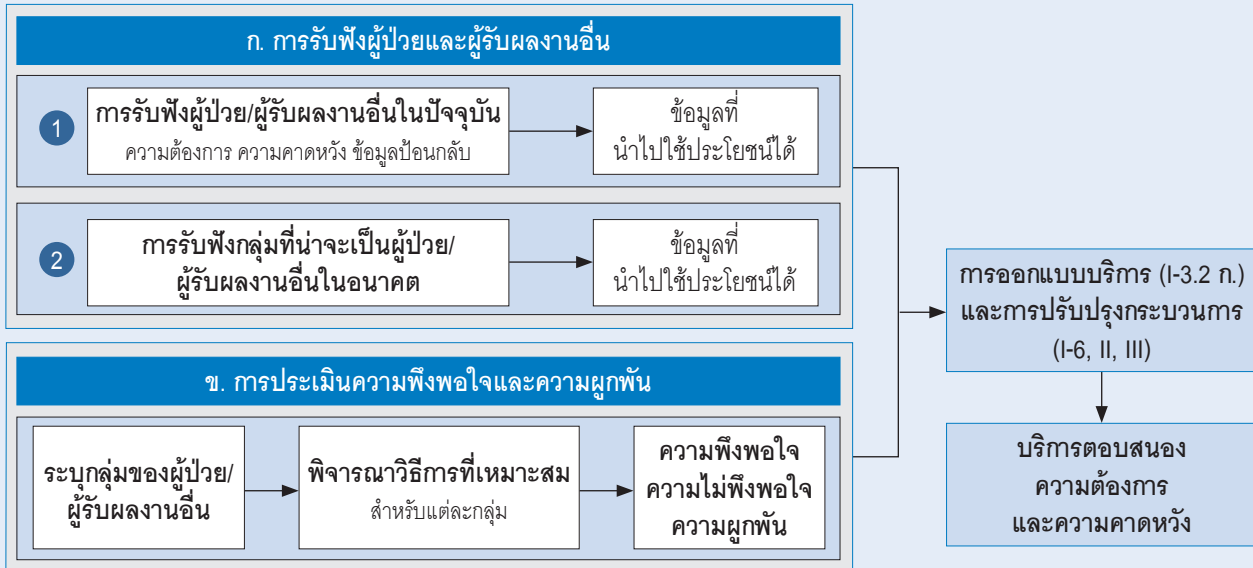 ก. การรับฟังผู้ป่วยและผู้รับผลงานอื่น
1
การรับฟังผู้ป่วย/ผู้รับผลงานอื่นในปัจจุบัน
ความต้องการ ความคาดหวัง ข้อมูลป้อนกลับ
ข้อมูลที่
นำไปใช้ประโยชน์ได้
2
การรับฟังกลุ่มที่น่าจะเป็นผู้ป่วย/
ผู้รับผลงานอื่นในอนาคต
ข้อมูลที่
นำไปใช้ประโยชน์ได้
ข. การประเมินความพึงพอใจและความผูกพัน
ระบุกลุ่มของผู้ป่วย/
ผู้รับผลงานอื่น
พิจารณาวิธีการที่เหมาะสม
สำหรับแต่ละกลุ่ม
ความพึงพอใจ
ความไม่พึงพอใจ
ความผูกพัน
การออกแบบบริการ (I-3.2 ก.)
และการปรับปรุงกระบวนการ
(I-6, II, III)
บริการตอบสนอง
ความต้องการ
และความคาดหวัง